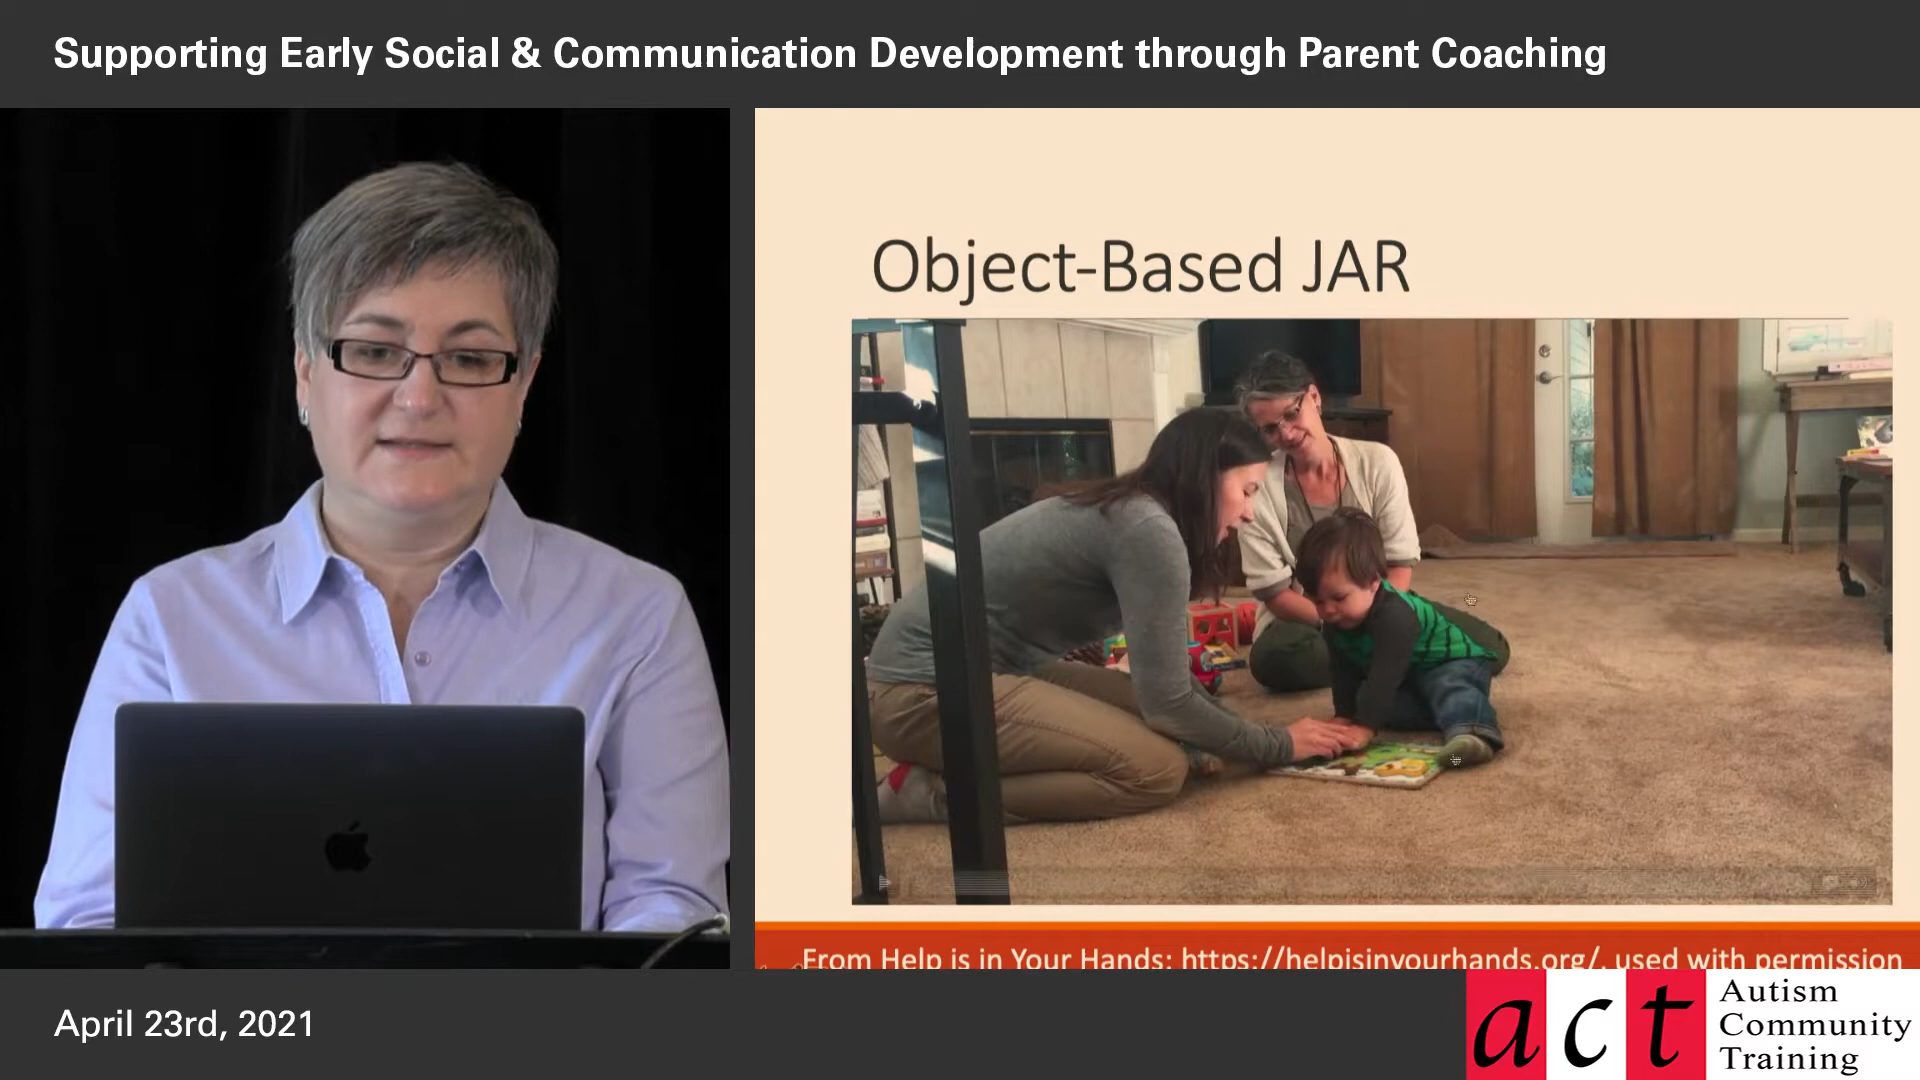 Supporting Early Social & Communication Development through Parent Coaching
Object-Based JAR
From Help is in Your Hands: https://helpisinyourhands.org/, used with permission
April 23rd, 2021
act
Autism
Community
Training